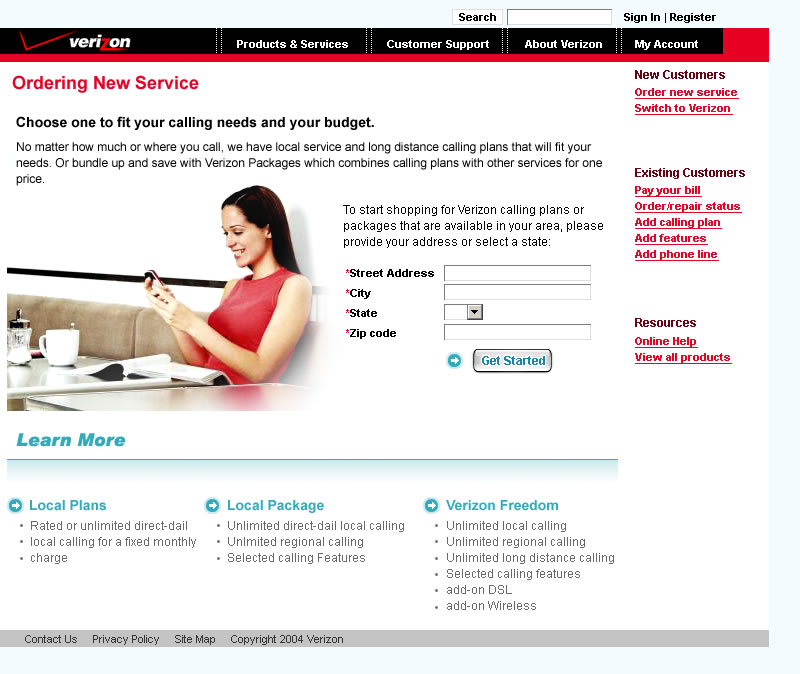 Search
Sign In | Register
verizon
Products & Services
Customer Support
About Verizon
My Account
Ordering New Service
Choose one to fit your calling needs and your budget.
No matter how much or where you call, we have local service and long distance calling plans that will fit your
needs. Or bundle up and save with Verizon Packages which combines calling plans with other services for one
price.
To start shopping for Verizon calling plans or
packages that are available in your area, please
provide your address or select a state:
*Street Address
*City
*State
*Zip code
Get Started
New Customers
Order new service
Switch to Verizon
Existing Customers
Pay your bill
Order/repair status
Add calling plan
Add features
Add phone line
Resources
Online Help
View all products
Learn More
Local Plans
• Rated or unlimited direct-dail
• local calling for a fixed monthly
• charge
Local Package
• Unlimited direct-dail local calling
• Unlmited regional calling
• Selected calling Features
Verizon Freedom
• Unlimited local calling
• Unlimited regional calling
• Unlimited long distance calling
• Selected calling features
• add-on DSL
• add-on Wireless
Contact Us
Privacy Policy
Site Map
Copyright 2004 Verizon